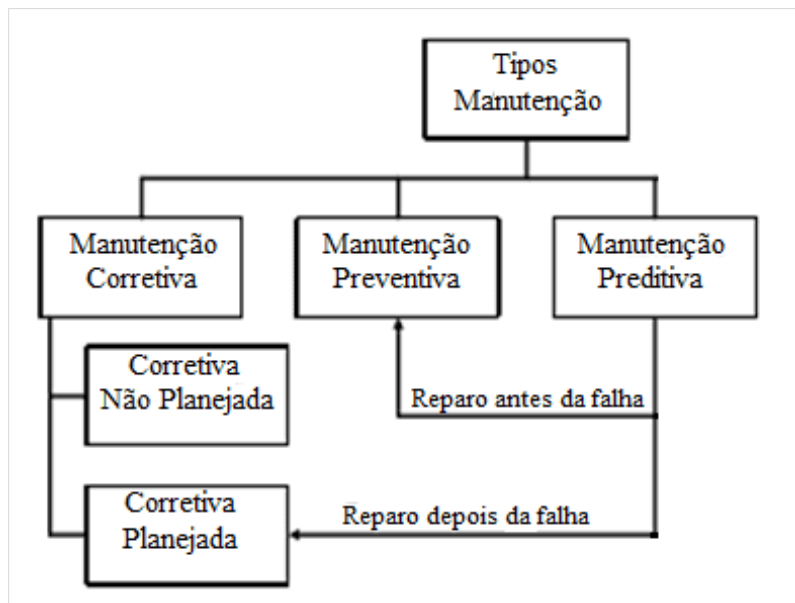 Tipos
Manutenção
Manutenção
Corretiva
Manutenção
Preventiva
Manutenção
Preditiva
Corretiva
Não Planejada
Reparo antes da falha
Corretiva
Planejada
Reparo depois da falha